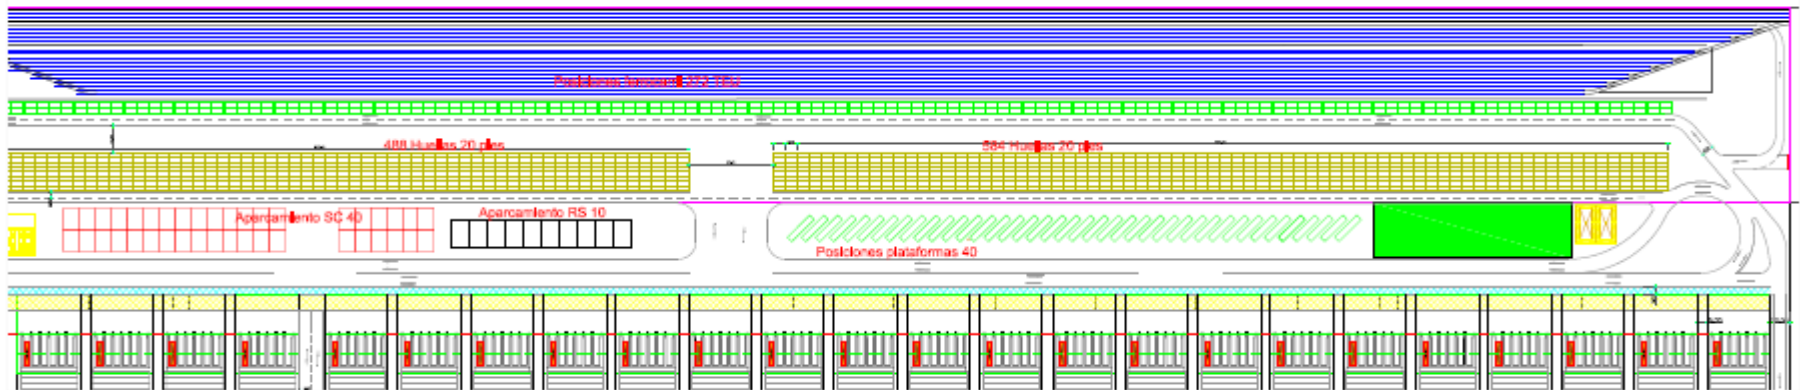 Posiciones ferrocarril 272 TEU
488 Huellas 20 pies
584 Huellas 20 pies
Aparcamiento SC 40
Aparcamiento RS 10
Posiciones plataformas 40